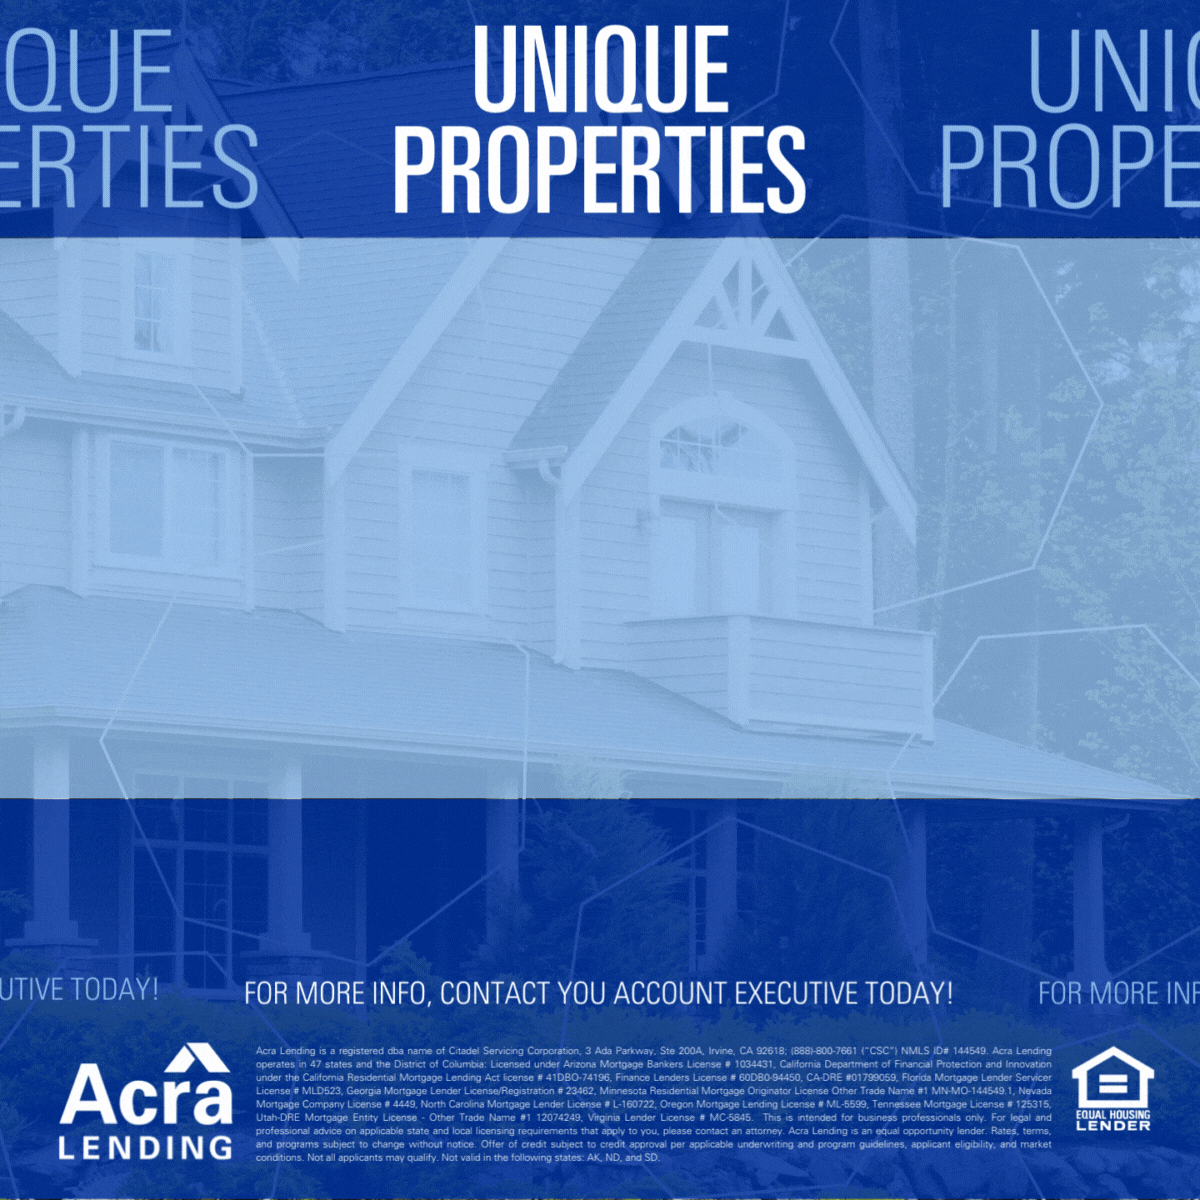 QUE UNIQUE UNIQ
ERTIES PROPERTIES PROPE
UTIVE TODAY! FOR MORE INFO, CONTACT YOU ACCOUNT EXECUTIVE TODAY! FOR MORE INF
Acra
LENDING
Acra Lending is a registered dba name of Citadel Servicing Corporation, 3 Ada Parkway, Ste 200A, Irvine, CA 92618; (888)-800-7661 ("CSC") NMLS ID# 144549. Acra Lending
operates in 47 states and the District of Columbia: Licensed under Arizona Mortgage Bankers License # 1034431, California Department of Financial Protection and Innovation
under the California Residential Mortgage Lending Act license # 41DBO-74196, Finance Lenders License # 60DB0-94450, CA-DRE #01799059, Florida Mortgage Lender Servicer
License # MLD523, Georgia Mortgage Lender License/Registration # 23462, Minnesota Residential Mortgage Originator License Other Trade Name #1 MN-MO-144549.1, Nevada
Mortgage Company License # 4449, North Carolina Mortgage Lender License # L-160722, Oregon Mortgage Lending License # ML-5599, Tennessee Mortgage License # 125315,
Utah-DRE Mortgage Entity License - Other Trade Name #1 12074249, Virginia Lender License # MC-5845. This is intended for business professionals only. For legal and
professional advice on applicable state and local licensing requirements that apply to you, please contact an attorney. Acra Lending is an equal opportunity lender. Rates, terms,
and programs subject to change without notice. Offer of credit subject to credit approval per applicable underwriting and program guidelines, applicant eligibility, and market
conditions. Not all applicants may qualify. Not valid in the following states: AK, ND, and SD.
EQUAL HOUSING
LENDER